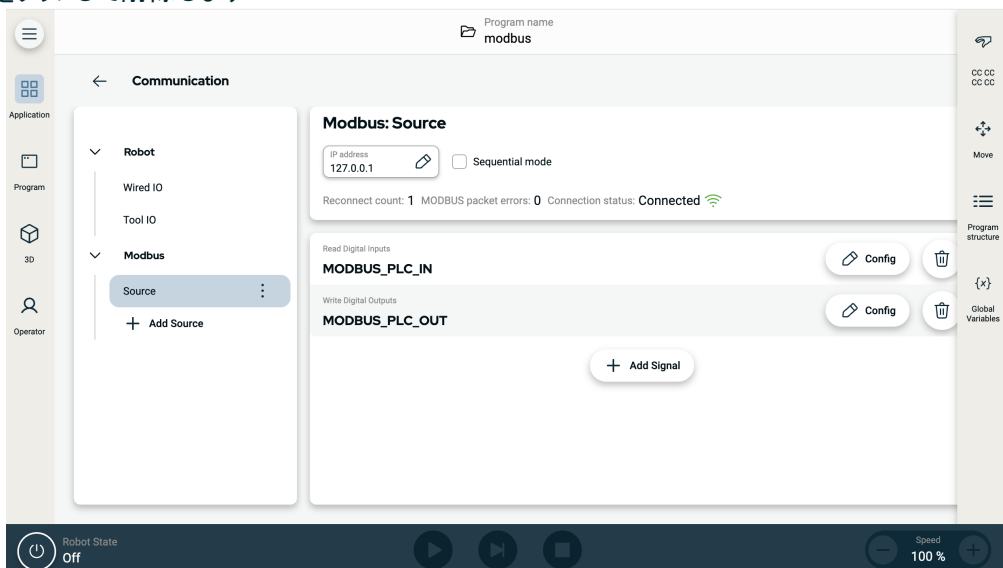 Program name
modbus
Communication
CC CC
CC CC
Application
Modbus: Source
Robot
IP address
127.0.0.1
Sequential mode
Move
Program
Wired IO
Reconnect count: 1 MODBUS packet errors: 0 Connection status: Connected
Tool IO
Program
structure
3D
Modbus
Read Digital Inputs
MODBUS_PLC_IN
Config
Source
{x}
Global
Variables
Operator
Add Source
Write Digital Outputs
MODBUS_PLC_OUT
Config
Add Signal
Robot State
Off
Speed
100 %